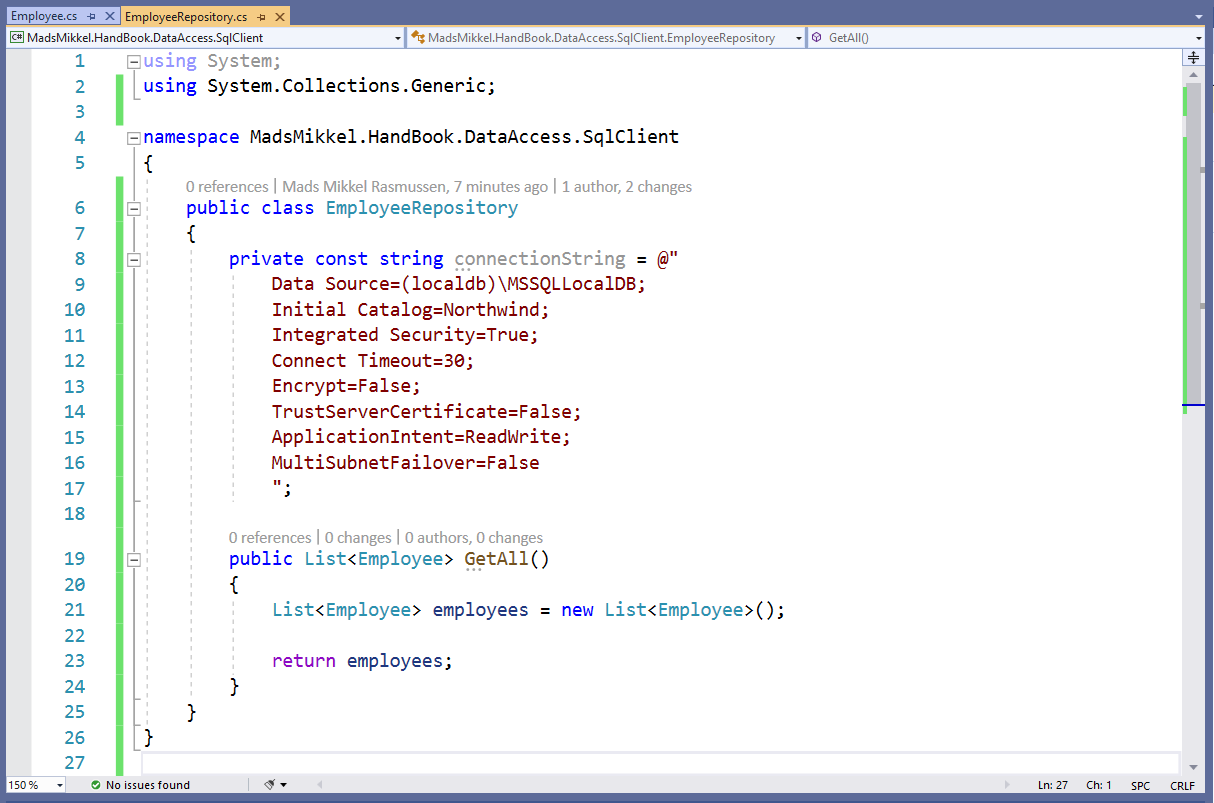 Employee.cs EmployeeRepository.cs
C# MadsMikkel.HandBook.DataAccess.SqlClient MadsMikkel.HandBook.DataAccess.SqlClient.EmployeeRepository GetAll()
1 using System;
2 using System.Collections.Generic;
3
4 namespace MadsMikkel.HandBook.DataAccess.SqlClient
5 {
0 references | Mads Mikkel Rasmussen, 7 minutes ago | 1 author, 2 changes
6 public class EmployeeRepository
7 {
8 private const string connectionString = @"
9 Data Source=(localdb)\MSSQLLocalDB;
10 Initial Catalog=Northwind;
11 Integrated Security=True;
12 Connect Timeout=30;
13 Encrypt=False;
14 TrustServerCertificate=False;
15 ApplicationIntent=ReadWrite;
16 MultiSubnetFailover=False
17 ";
18
0 references | 0 changes | 0 authors, 0 changes
19 public List<Employee> GetAll()
20 {
21 List<Employee> employees = new List<Employee>();
22
23 return employees;
24 }
25 }
26 }
27
150 % No issues found Ln: 27 Ch: 1 SPC CRLF